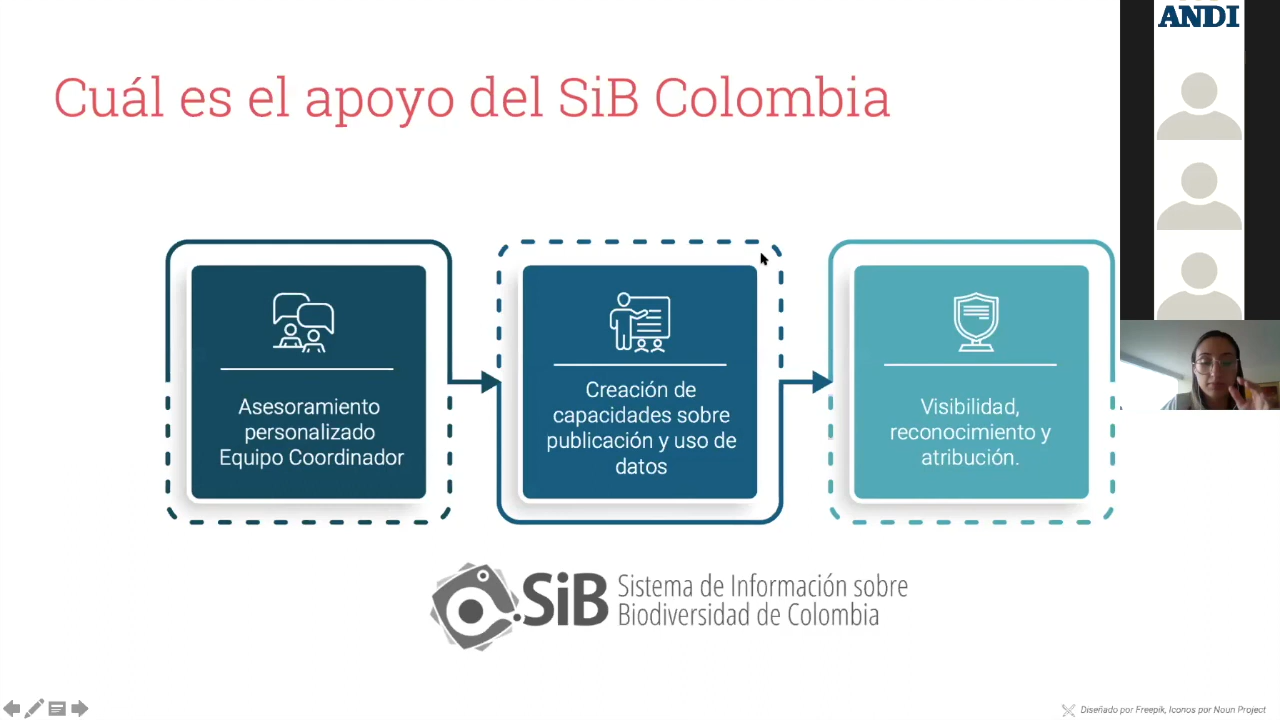 ANDI
Cuál es el apoyo del SiB Colombia
Asesoramiento
personalizado
Equipo Coordinador
Creación de
capacidades sobre
publicación y uso de
datos
Visibilidad,
reconocimiento y
atribución.
SiB Sistema de Información sobre
Biodiversidad de Colombia
Diseñado por Freepik, Iconos por Noun Project